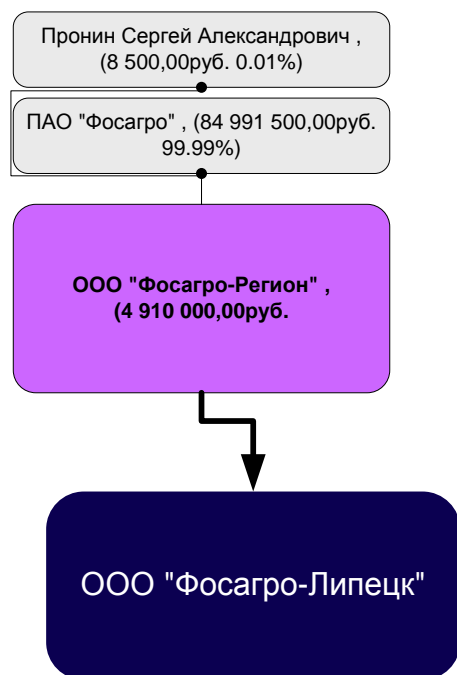 Пронин Сергей Александрович ,
(8 500,00руб. 0.01%)
ПАО "Фосагро" , (84 991 500,00руб.
99.99%)
ООО "Фосагро-Регион" ,
(4 910 000,00руб.
ООО "Фосагро-Липецк"